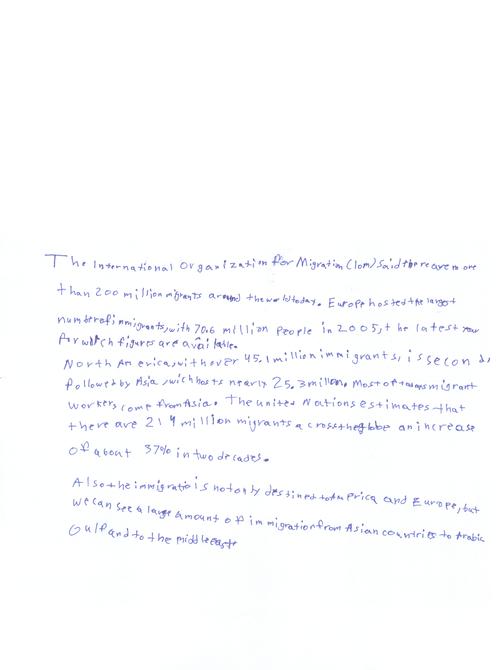 The International Organization for Migration (Iom) Said there are more
than 200 million migrants around the world today. Europe hosted the largest
number of immigrants, with 70.6 million people in 2005, the latest year
for which figures are available.
North America, with over 45.1 million immigrants, is second,
followed by Asia, wich hosts nearly 25.3 million. Most of migrant
workers come from Asia. The united Nations estimates that
there are 214 million migrants across the globe an increase
of about 37% in two decades.
Also the immigratio is not only destined to America and Europe, but
we can see a large amount of immigration from Asian countries to Arabic
Gulf and to the middle